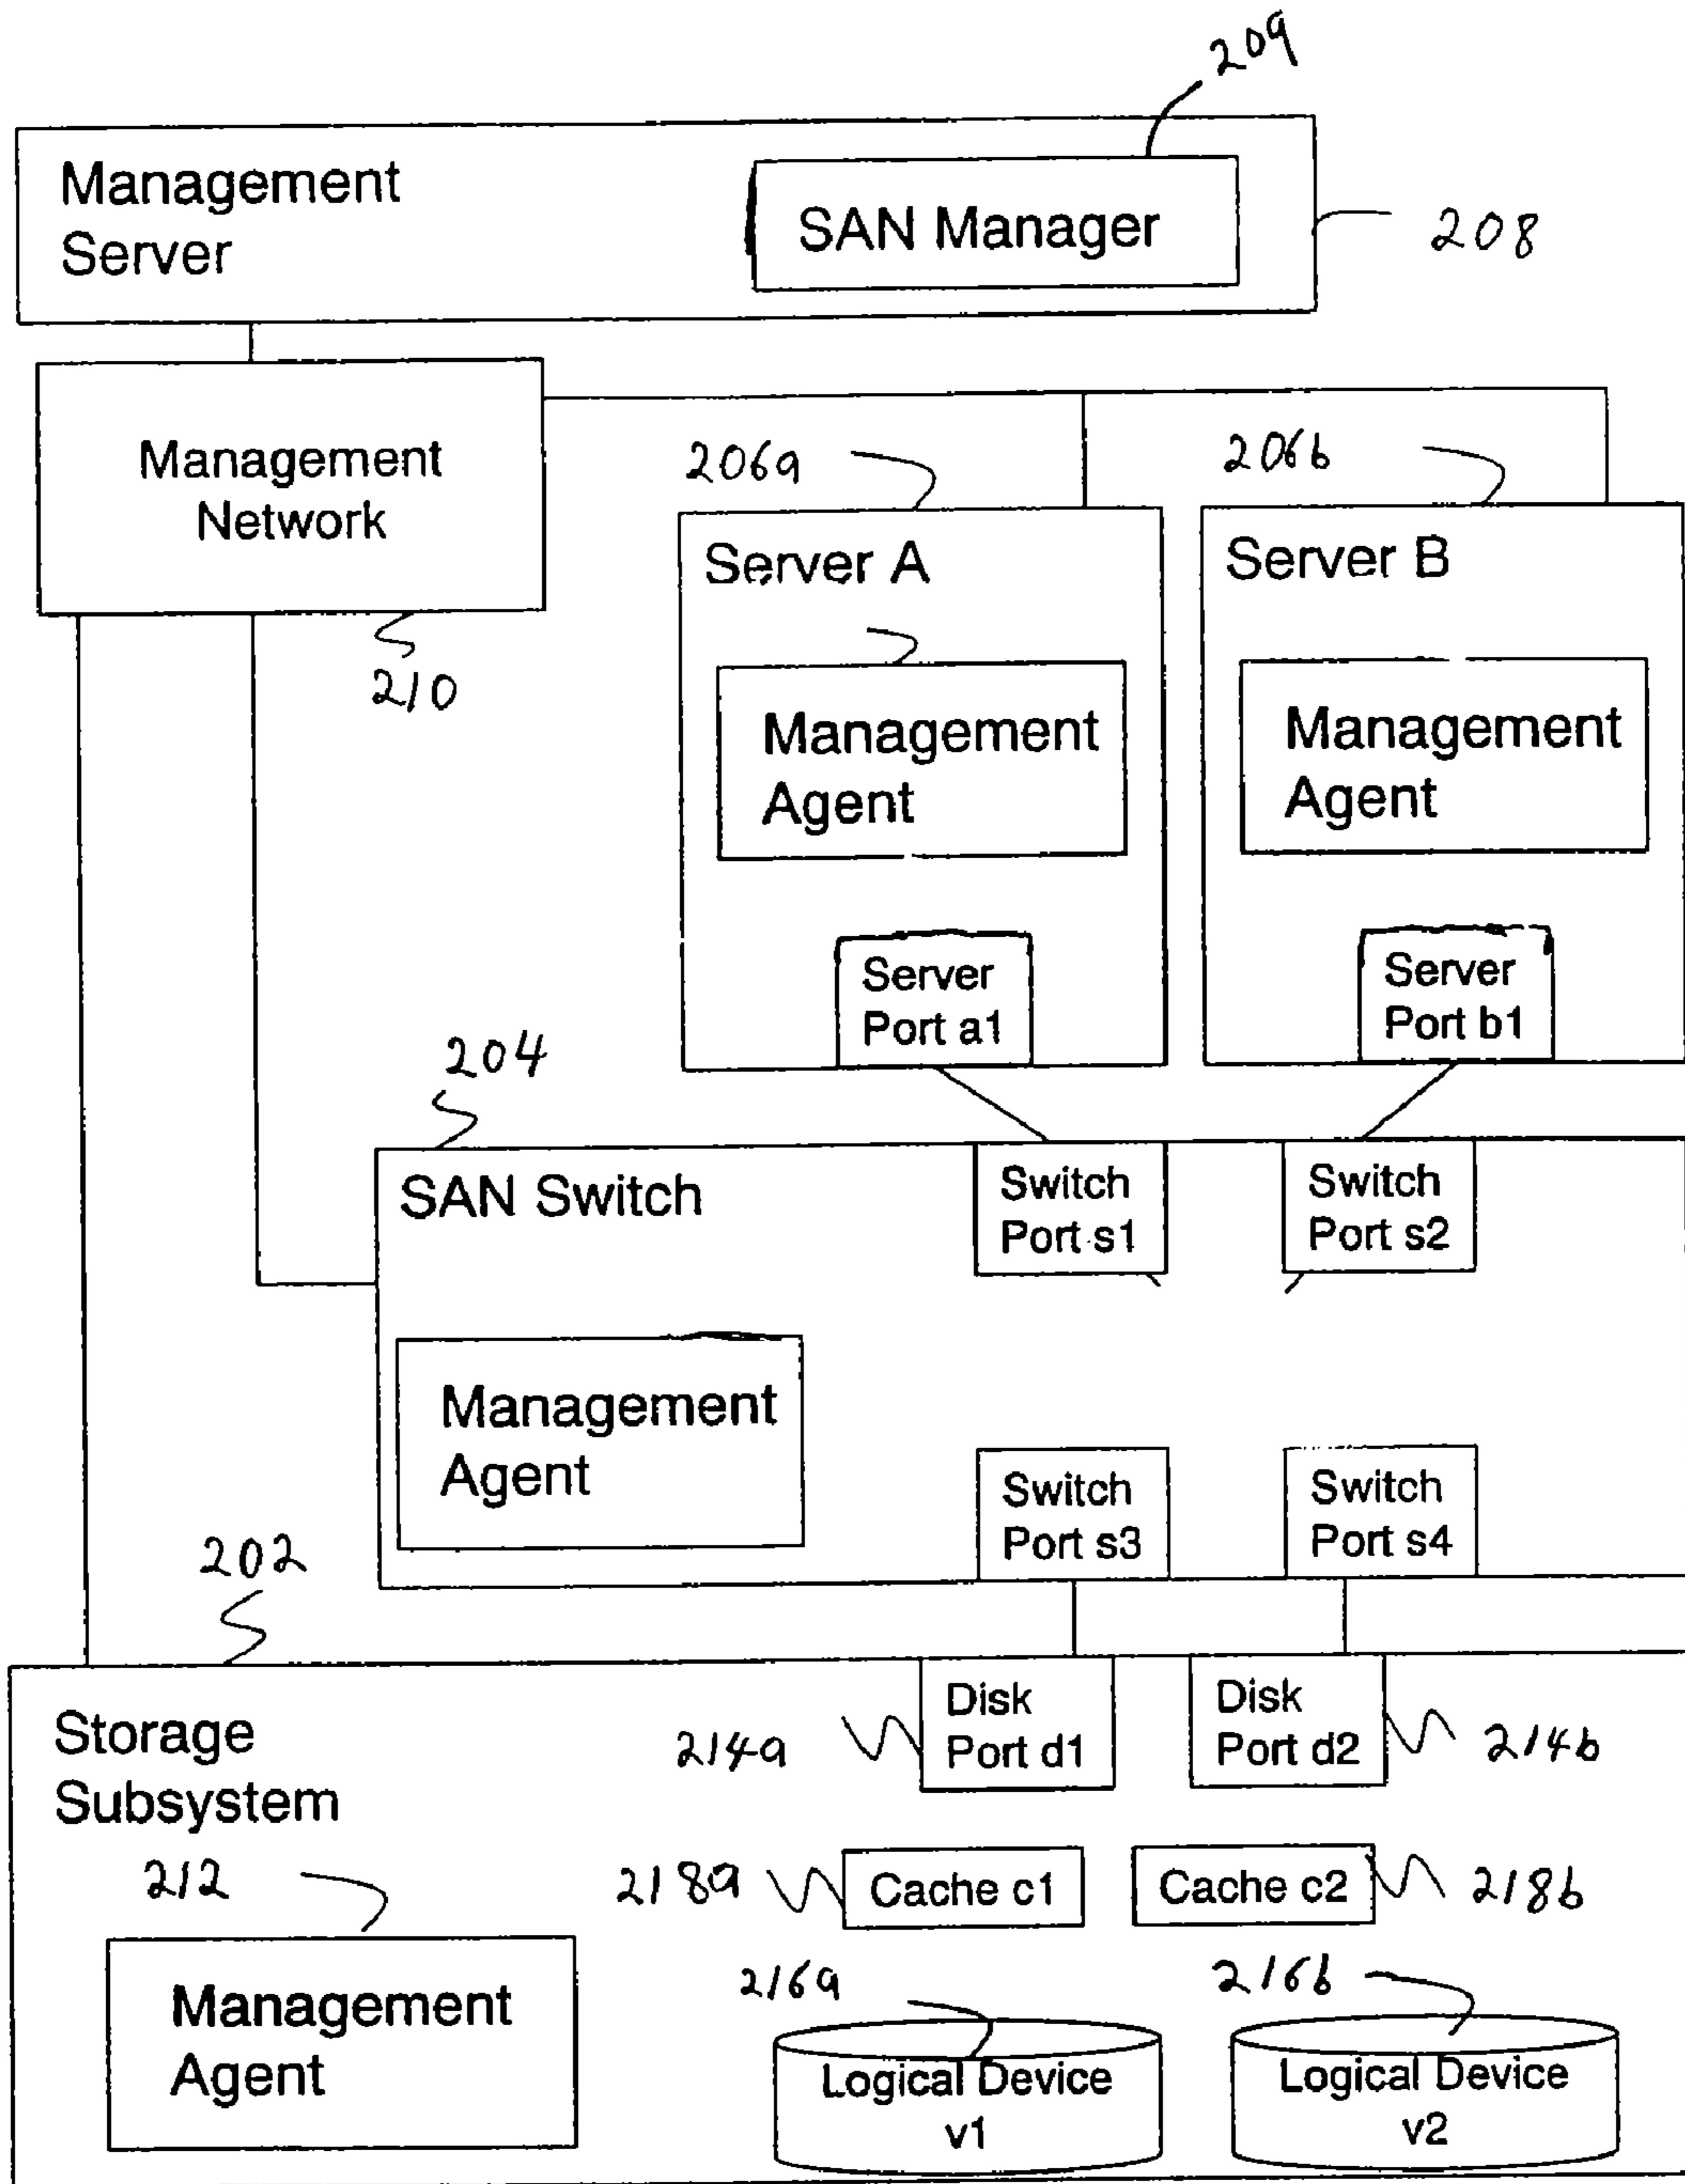 209
Management
Server
SAN Manager
208
Management
Network
210
206a
206b
Server A
Server B
Management
Agent
Management
Agent
Server
Port a1
Server
Port b1
204
SAN Switch
Switch
Port s1
Switch
Port s2
Management
Agent
Switch
Port s3
Switch
Port s4
202
Storage
Subsystem
214a
Disk
Port d1
Disk
Port d2
214b
212
218a
Cache c1
Cache c2
218b
Management
Agent
216a
216b
Logical Device
v1
Logical Device
v2